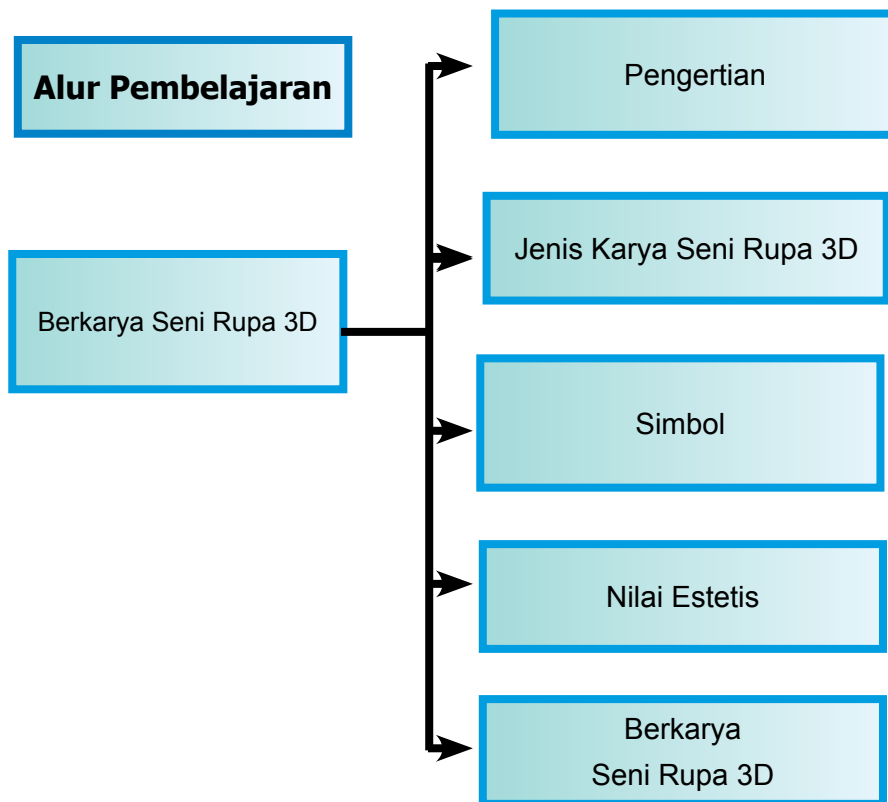 Alur Pembelajaran
Berkarya Seni Rupa 3D
Pengertian
Jenis Karya Seni Rupa 3D
Simbol
Nilai Estetis
Berkarya
Seni Rupa 3D